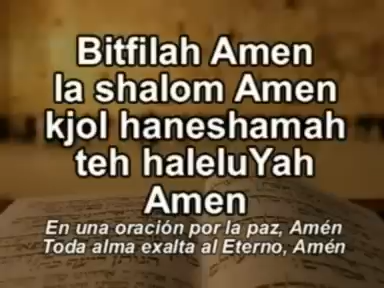 Bitfilah Amen
la shalom Amen
kjol haneshamah
teh haleluYah
Amen
En una oración por la paz, Amén
Toda alma exalta al Eterno, Amén